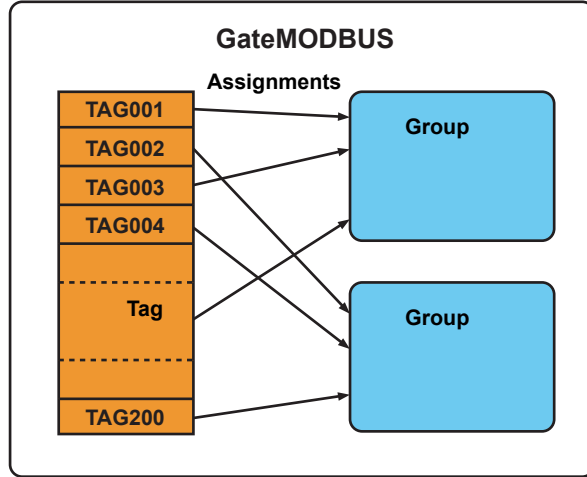 GateMODBUS
Assignments
TAG001
TAG002
TAG003
TAG004
Tag
TAG200
Group
Group